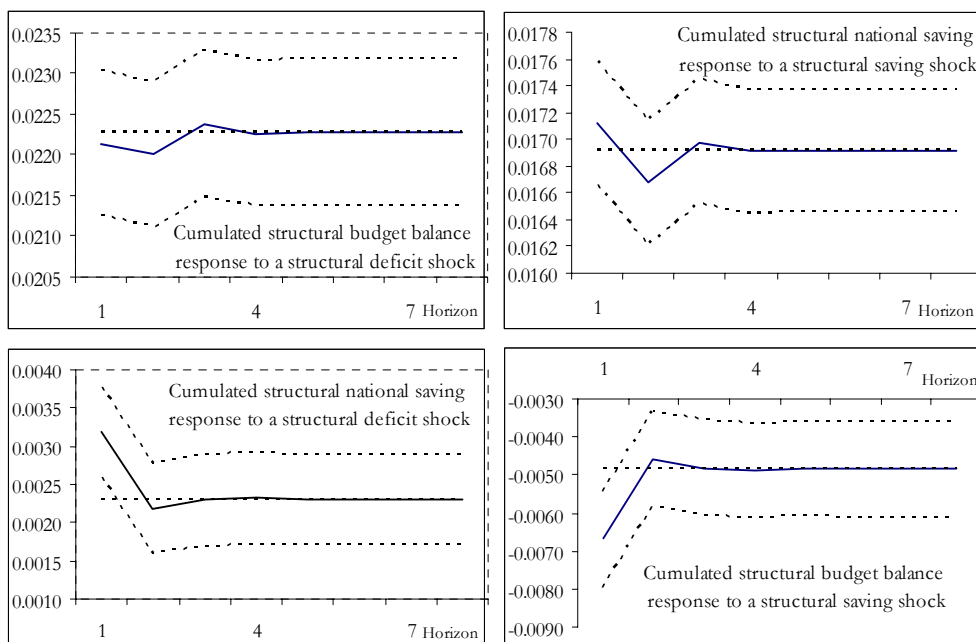 0.0235
0.0230
0.0225
0.0220
0.0215
0.0210
0.0205
Cumulated structural budget balance
response to a structural deficit shock
1 4 7 Horizon
0.0178
0.0176
0.0174
0.0172
0.0170
0.0168
0.0166
0.0164
0.0162
0.0160
Cumulated structural national saving
response to a structural saving shock
1 4 7 Horizon
0.0040
0.0035
0.0030
0.0025
0.0020
0.0015
0.0010
Cumulated structural national saving
response to a structural deficit shock
1 4 7 Horizon
1 4 7 Horizon
-0.0030
-0.0040
-0.0050
-0.0060
-0.0070
-0.0080
-0.0090
Cumulated structural budget balance
response to a structural saving shock